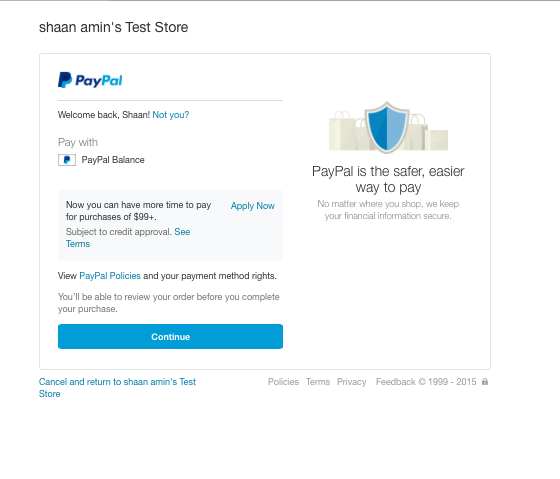 shaan amin's Test Store
PayPal
Welcome back, Shaan! Not you?
Pay with
PayPal Balance
Now you can have more time to pay
for purchases of $99+.
Apply Now
Subject to credit approval. See
Terms
View PayPal Policies and your payment method rights.
You'll be able to review your order before you complete
your purchase.
Continue
PayPal is the safer, easier
way to pay
No matter where you shop, we keep
your financial information secure.
Cancel and return to shaan amin's Test
Store
Policies Terms Privacy Feedback © 1999 - 2015